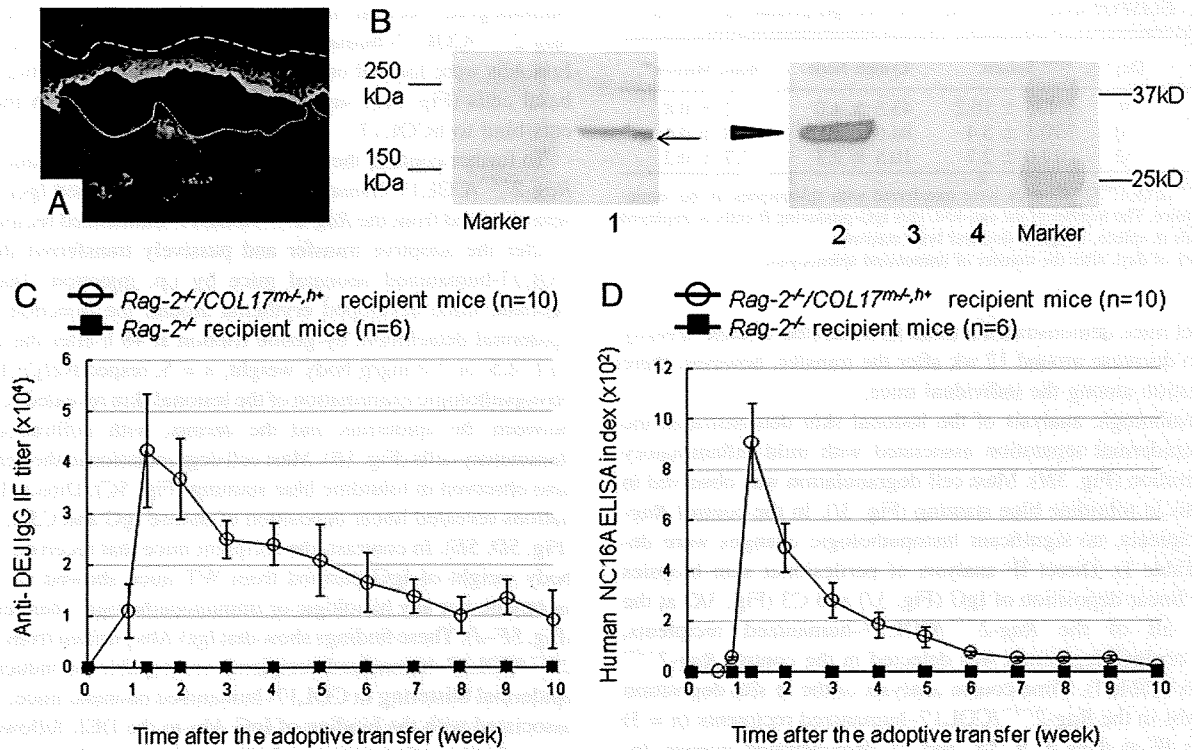 A
B
250
kDa
150
kDa
Marker
1
2
3
4
Marker
37kD
25kD
C
Rag-2-/-/COL17m-/-,h+ recipient mice (n=10)
Rag-2-/- recipient mice (n=6)
Anti-DEJ IgG IF titer (x10⁴)
6
5
4
3
2
1
0
0 1 2 3 4 5 6 7 8 9 10
Time after the adoptive transfer (week)
D
Rag-2-/-/COL17m-/-,h+ recipient mice (n=10)
Rag-2-/- recipient mice (n=6)
Human NC16A ELISA index (x10²)
12
10
8
6
4
2
0
0 1 2 3 4 5 6 7 8 9 10
Time after the adoptive transfer (week)